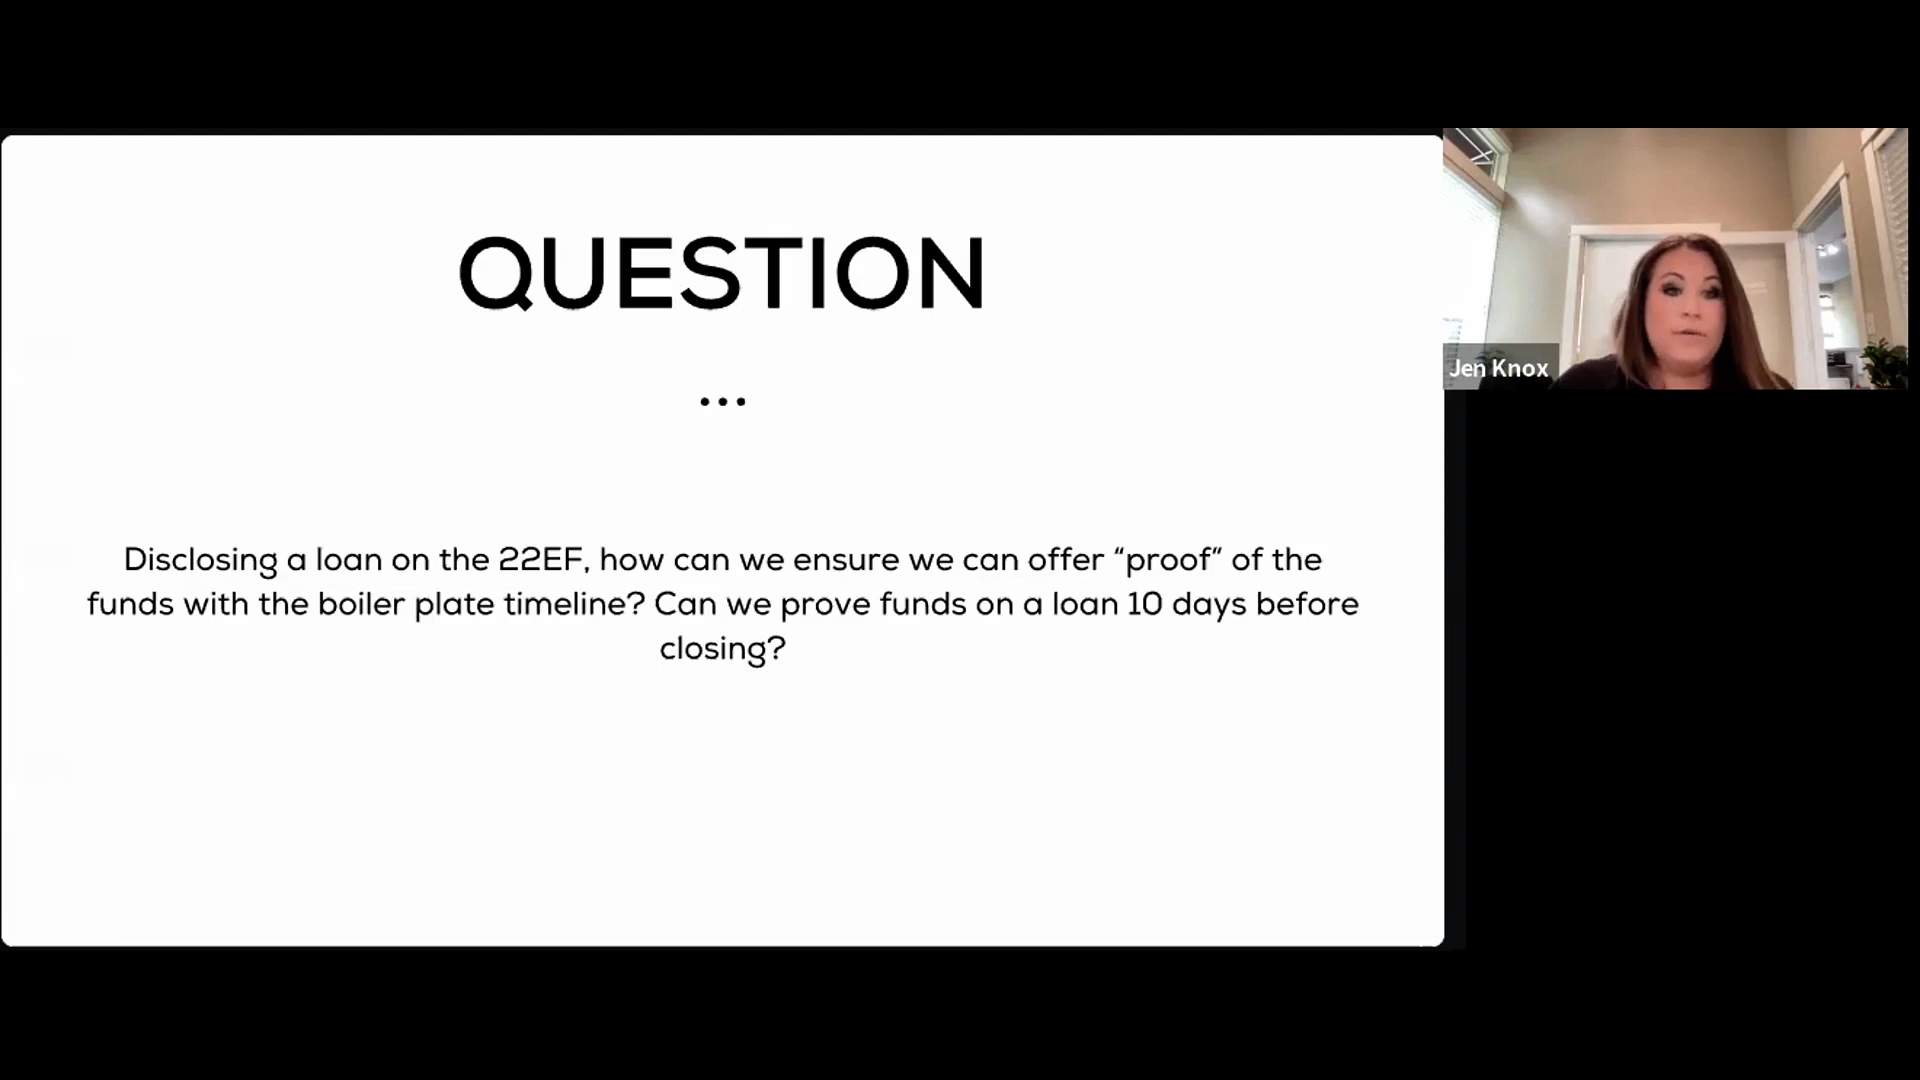 QUESTION
...
Disclosing a loan on the 22EF, how can we ensure we can offer “proof” of the
funds with the boiler plate timeline? Can we prove funds on a loan 10 days before
closing?
Jen Knox